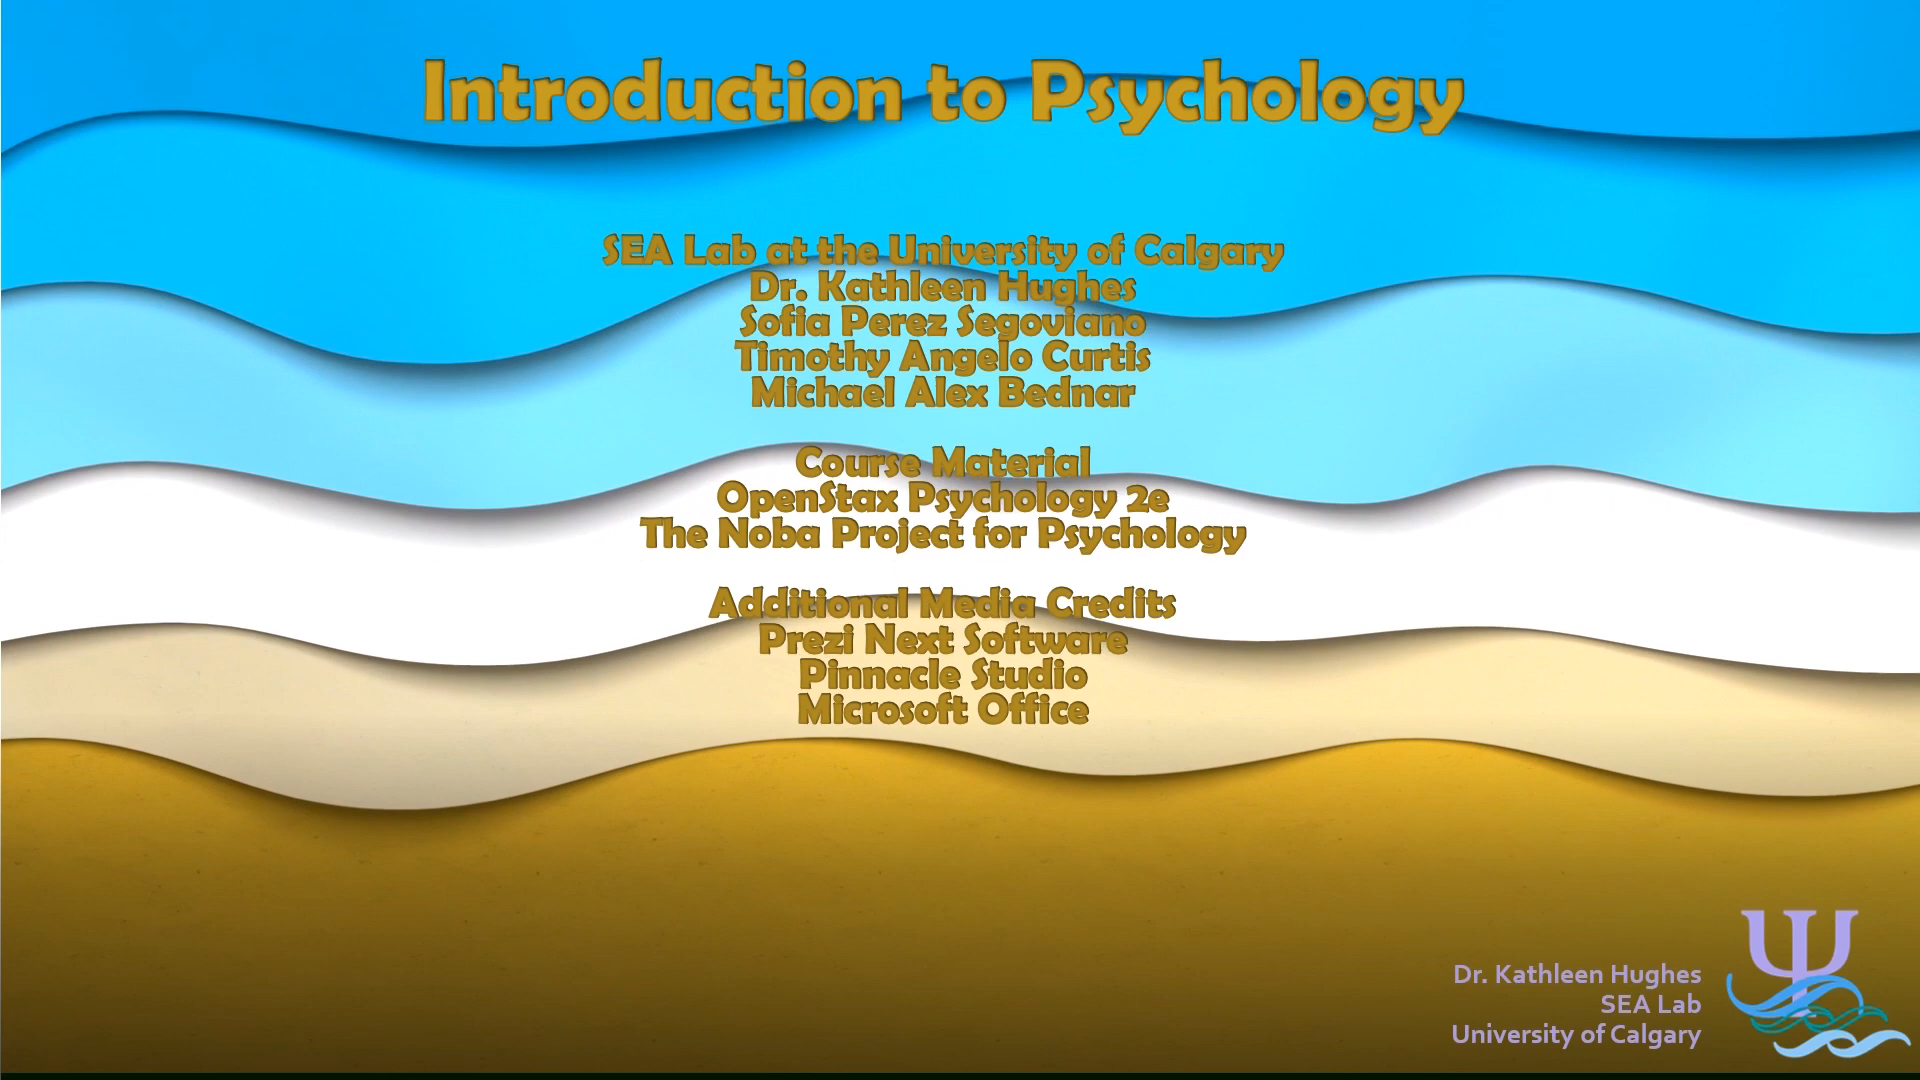 Introduction to Psychology
SEA Lab at the University of Calgary
Dr. Kathleen Hughes
Sofia Perez Segoviano
Timothy Angelo Curtis
Michael Alex Bednar
Course Material
OpenStax Psychology 2e
The Noba Project for Psychology
Additional Media Credits
Prezi Next Software
Pinnacle Studio
Microsoft Office
Dr. Kathleen Hughes
SEA Lab
University of Calgary